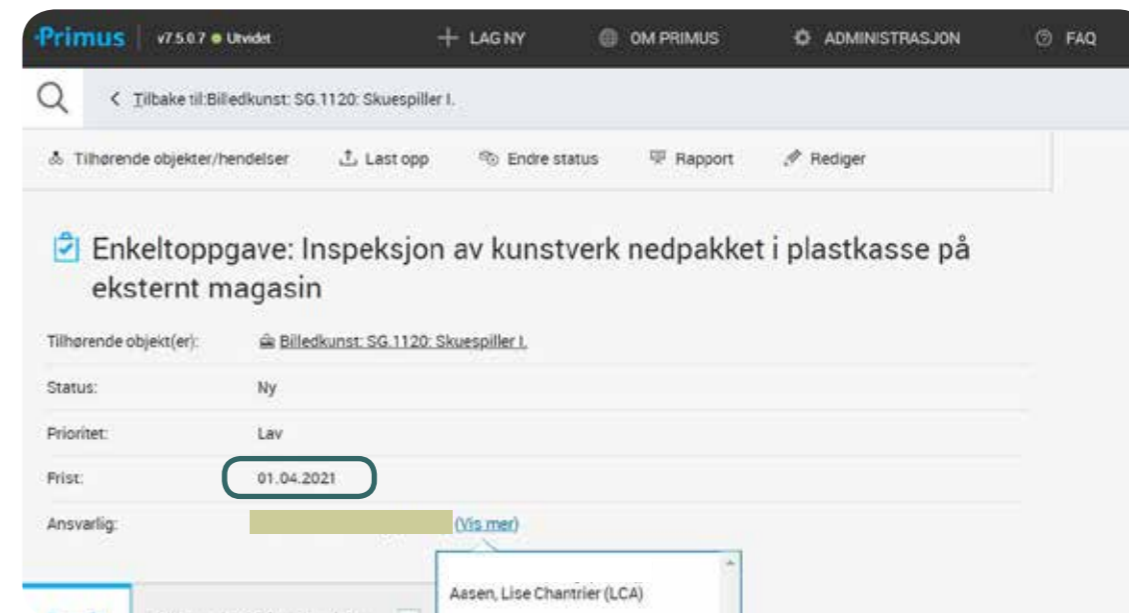 Primus v7.5.0.7 Utvidet LAG NY OM PRIMUS ADMINISTRASJON FAQ
Tilbake til:Billedkunst: SG.1120: Skuespiller I.
Tilhørende objekter/hendelser Last opp Endre status Rapport Rediger
Enkeltoppgave: Inspeksjon av kunstverk nedpakket i plastkasse på
eksternt magasin
Tilhørende objekt(er): Billedkunst: SG.1120: Skuespiller I.
Status: Ny
Prioritet: Lav
Frist: 01.04.2021
Ansvarlig: (Vis mer)
Aasen, Lise Chantrier (LCA)